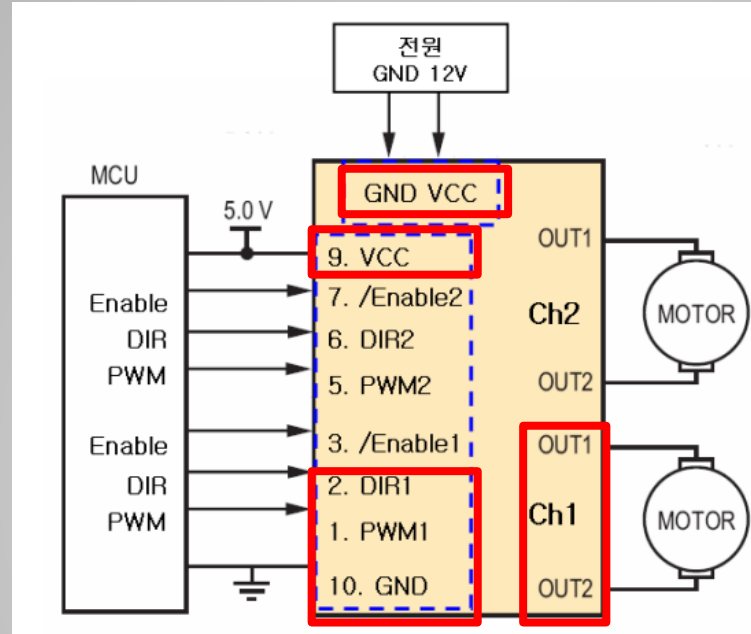 전원
GND 12V
MCU
5.0 V
GND VCC
9. VCC
OUT1
Enable
7. /Enable2
Ch2
MOTOR
DIR
6. DIR2
PWM
5. PWM2
OUT2
Enable
3. /Enable1
OUT1
DIR
2. DIR1
Ch1
MOTOR
PWM
1. PWM1
10. GND
OUT2